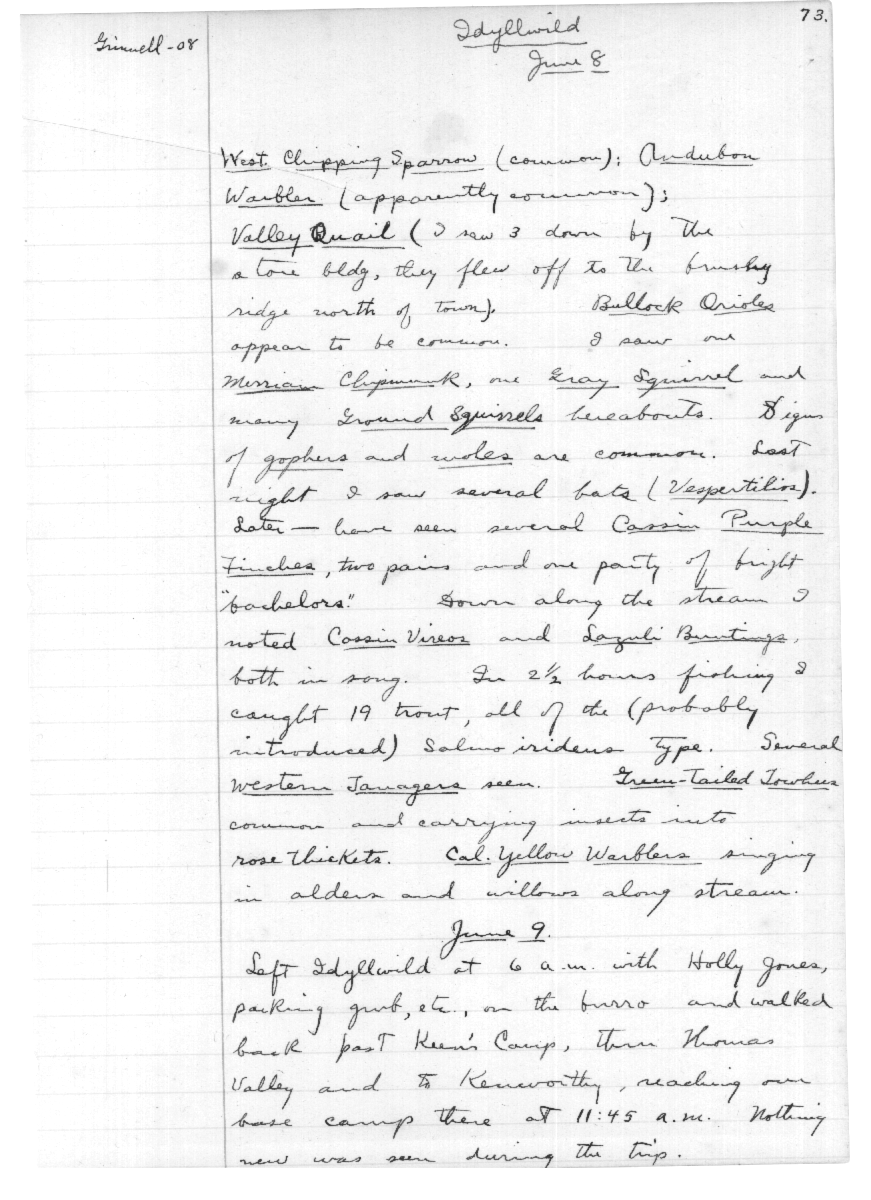 73.
Grinnell-08
Idyllwild
June 8
West. Chipping Sparrow (common); Audubon
Warbler (apparently common);
Valley Quail (I saw 3 down by the
store bldg, they flew off to the brushy
ridge north of town). Bullock Orioles
appear to be common. I saw one
Merriam Chipmunk, one Gray Squirrel and
many Ground Squirrels hereabouts. Signs
of gophers and moles are common. Last
night I saw several bats (Vespertilios).
Later — have seen several Cassin Purple
Finches, two pairs and one party of bright
"bachelors." Down along the stream I
noted Cassin Vireos and Lazuli Buntings,
both in song. In 2½ hours fishing I
caught 19 trout, all of the (probably
introduced) Salmo irideus type. Several
Western Tanagers seen. Green-tailed Towhees
common and carrying insects into
rose thickets. Cal. Yellow Warblers singing
in alders and willows along stream.
June 9.
Left Idyllwild at 6 a.m. with Holly Jones,
packing grub, etc., on the burro and walked
back past Keen's Camp, thru Thomas
Valley and to Kenworthy, reaching our
base camp there at 11:45 a.m. Nothing
new was seen during the trip.